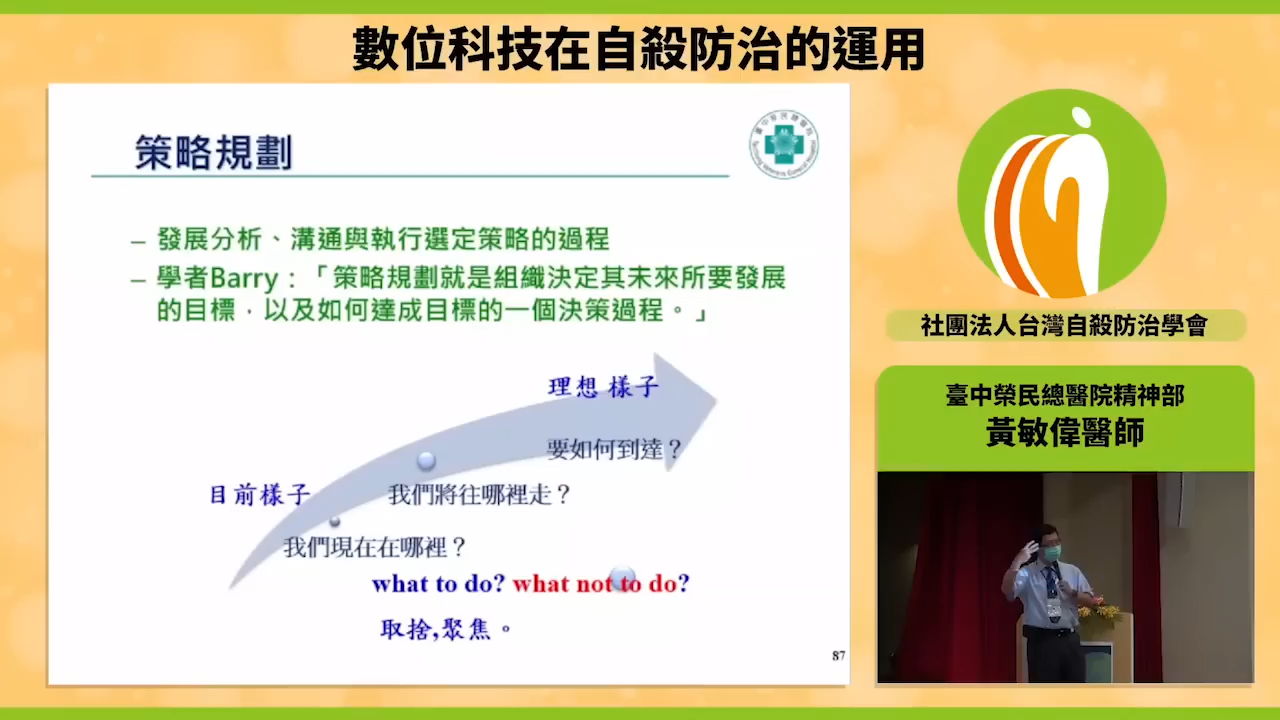 數位科技在自殺防治的運用
策略規劃
– 發展分析、溝通與執行選定策略的過程
– 學者Barry：「策略規劃就是組織決定其未來所要發展
的目標，以及如何達成目標的一個決策過程。」
理想 樣子
要如何到達？
目前樣子
我們將往哪裡走？
我們現在在哪裡？
what to do? what not to do?
取捨,聚焦。
87
社團法人台灣自殺防治學會
臺中榮民總醫院精神部
黃敏偉醫師